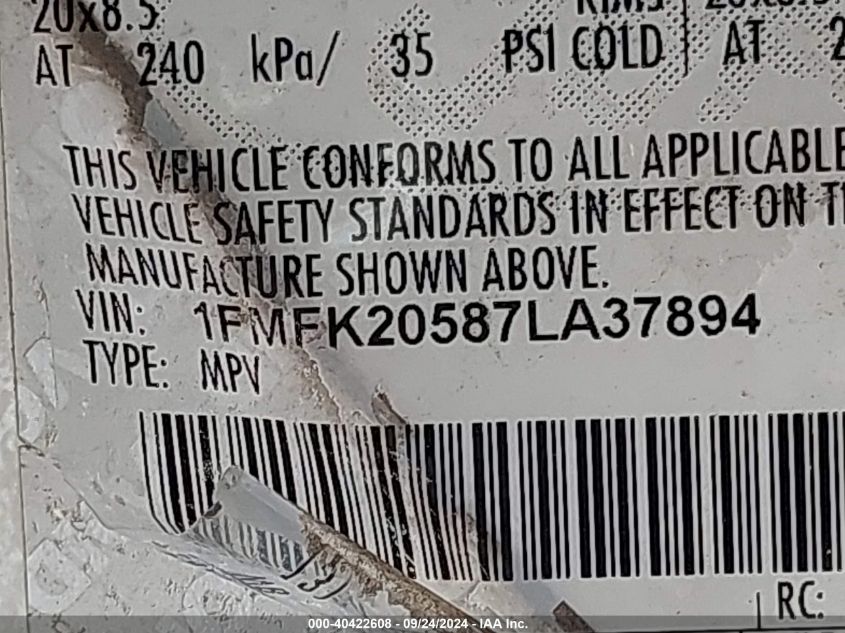 20x8.5
AT 240 kPa/ 35 PSI COLD AT 2
THIS VEHICLE CONFORMS TO ALL APPLICABLE
VEHICLE SAFETY STANDARDS IN EFFECT ON T
MANUFACTURE SHOWN ABOVE.
VIN: 1FMFK20587LA37894
TYPE: MPV
RC:
000-40422608 - 09/24/2024 - IAA Inc.